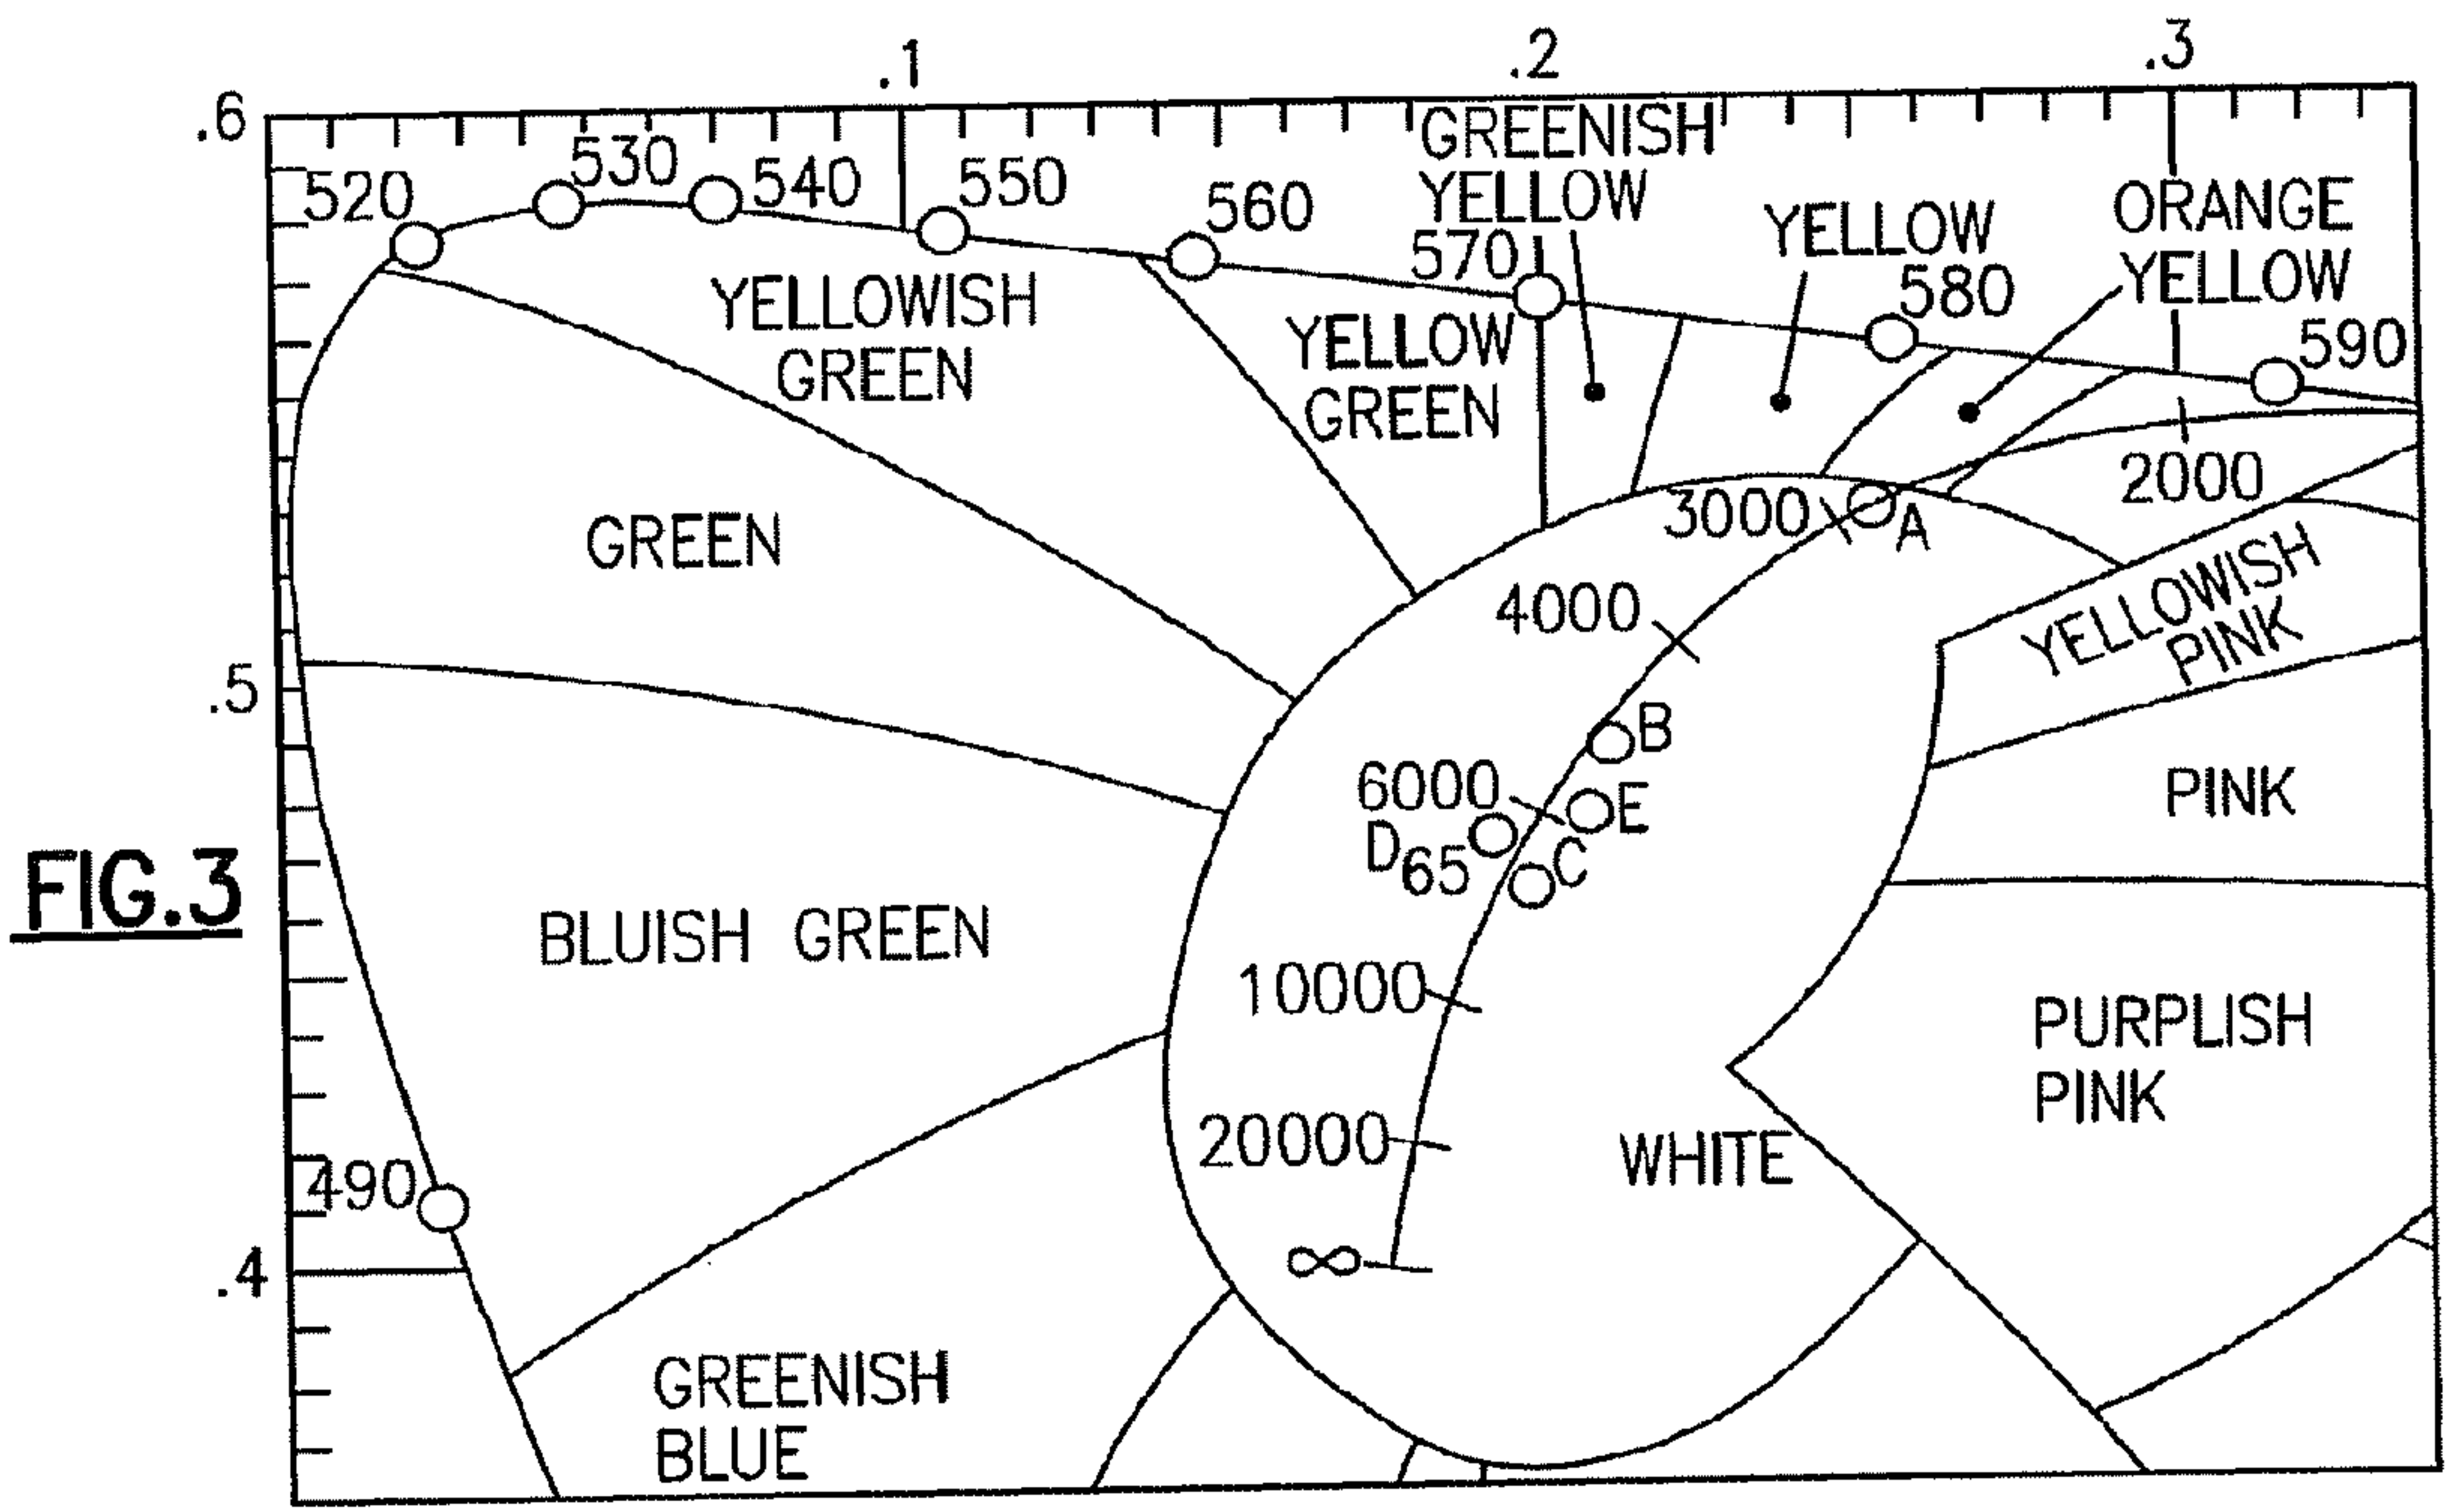 .1
.2
.3
.6
520
530
540
550
560
GREENISH
YELLOW
570
YELLOW
580
ORANGE
YELLOW
590
YELLOWISH
GREEN
YELLOW
GREEN
GREEN
3000
A
2000
4000
YELLOWISH
PINK
.5
B
6000
E
D65
C
PINK
FIG.3
BLUISH GREEN
10000
PURPLISH
PINK
20000
WHITE
490
∞
.4
GREENISH
BLUE